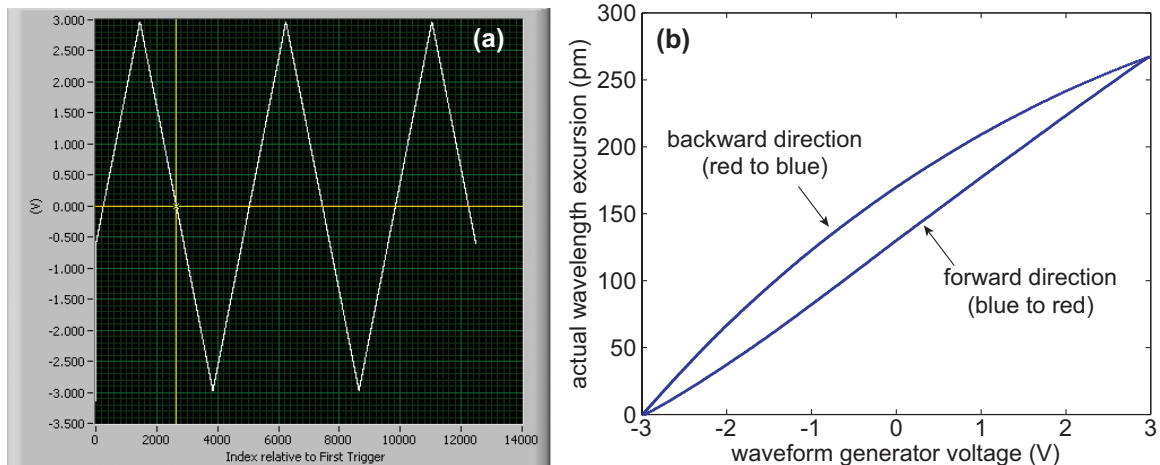 (a)
3.000
2.500
2.000
1.500
1.000
0.500
0.000
-0.500
-1.000
-1.500
-2.000
-2.500
-3.000
-3.500
(V)
0 2000 4000 6000 8000 10000 12000 14000
Index relative to First Trigger
(b)
actual wavelength excursion (pm)
300
250
200
150
100
50
0
backward direction
(red to blue)
forward direction
(blue to red)
-3 -2 -1 0 1 2 3
waveform generator voltage (V)